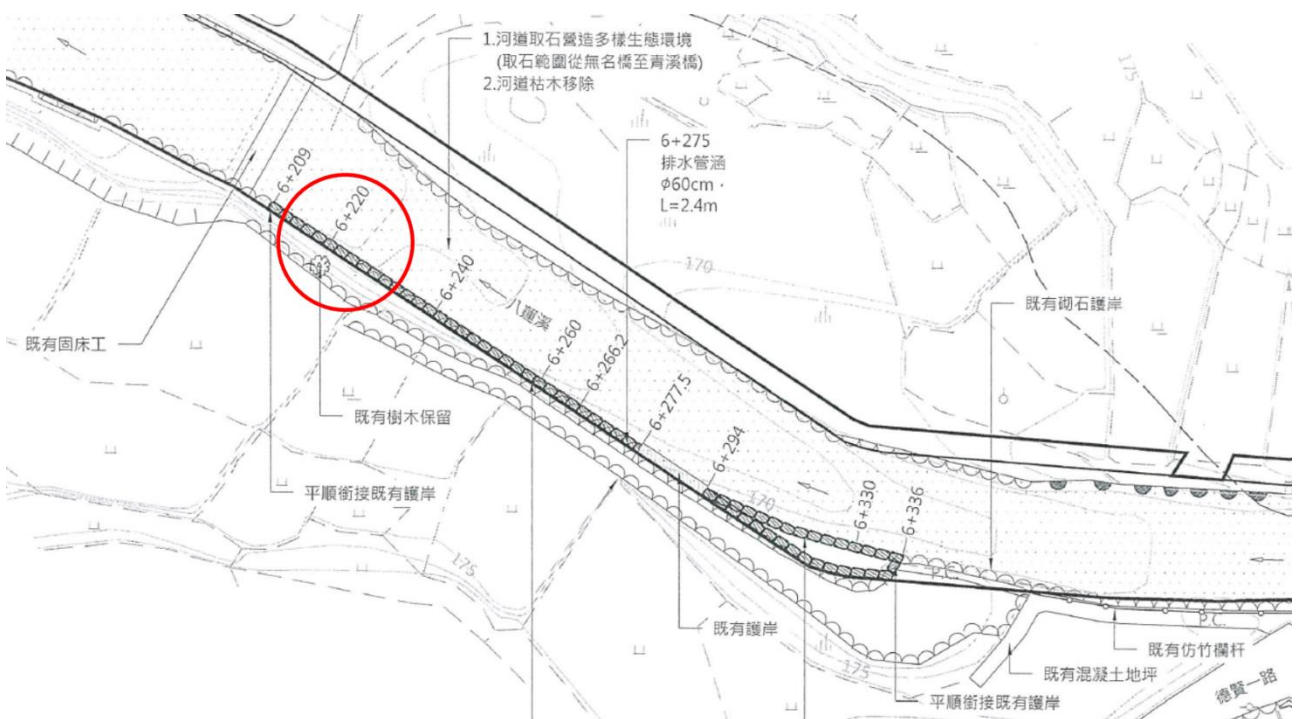 1.河道取石營造多樣生態環境
(取石範圍從無名橋至青溪橋)
2.河道枯木移除
175
6+275
排水管涵
φ60cm,
L=2.4m
6+209
6+220
6+240
八蓮溪
6+260
6+266.2
6+277.5
6+294
6+330
6+336
170
170
既有砌石護岸
既有固床工
既有樹木保留
平順銜接既有護岸
175
既有護岸
175
P.C.
既有仿竹欄杆
既有混凝土地坪
平順銜接既有護岸
德賢一路